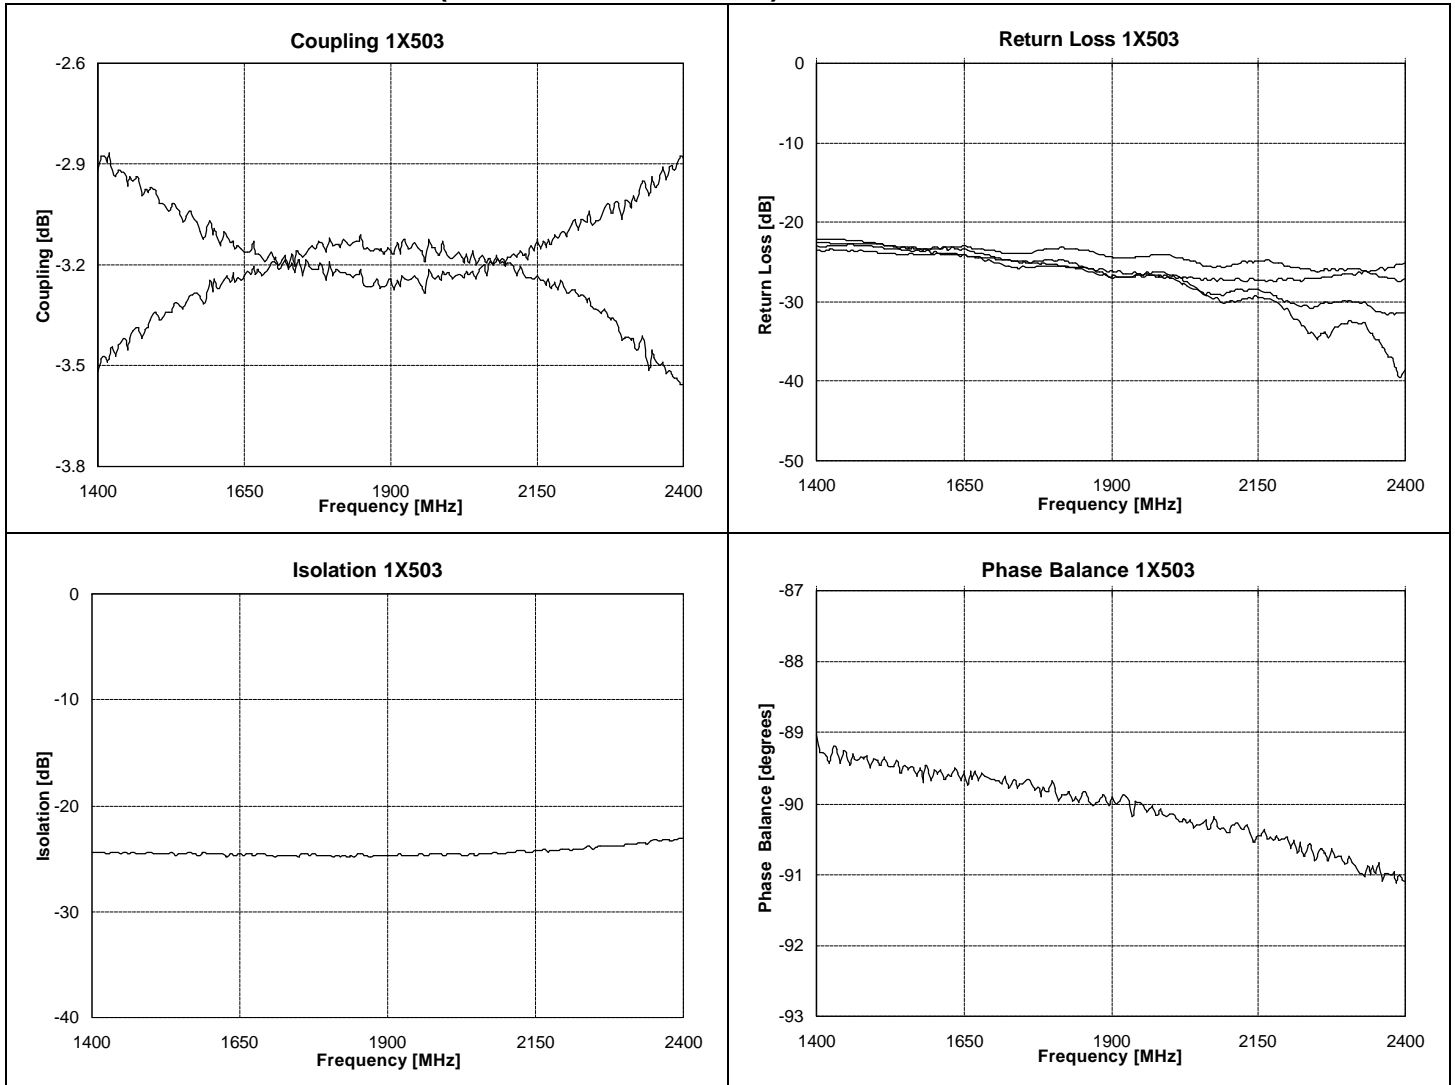 Coupling 1X503
-2.6
-2.9
-3.2
-3.5
-3.8
Coupling [dB]
1400 1650 1900 2150 2400
Frequency [MHz]
Return Loss 1X503
0
-10
-20
-30
-40
-50
Return Loss [dB]
1400 1650 1900 2150 2400
Frequency [MHz]
Isolation 1X503
0
-10
-20
-30
-40
Isolation [dB]
1400 1650 1900 2150 2400
Frequency [MHz]
Phase Balance 1X503
-87
-88
-89
-90
-91
-92
-93
Phase Balance [degrees]
1400 1650 1900 2150 2400
Frequency [MHz]